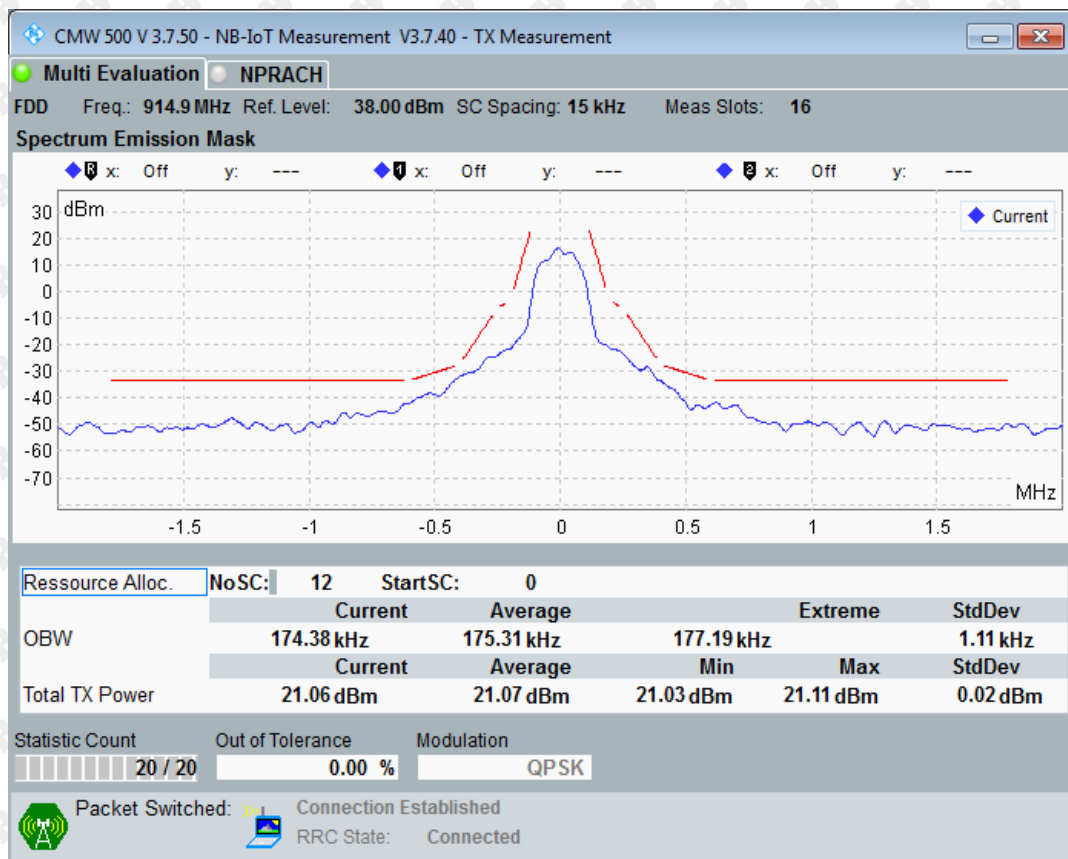 CMW 500 V 3.7.50 - NB-IoT Measurement V3.7.40 - TX Measurement
Multi Evaluation NPRACH
FDD Freq.: 914.9 MHz Ref. Level: 38.00 dBm SC Spacing: 15 kHz Meas Slots: 16
Spectrum Emission Mask
R x: Off y: --- 1 x: Off y: --- 2 x: Off y: ---
dBm
Current
30
20
10
0
-10
-20
-30
-40
-50
-60
-70
MHz
-1.5 -1 -0.5 0 0.5 1 1.5
Ressource Alloc. NoSC: 12 StartSC: 0
Current Average Extreme StdDev
OBW 174.38 kHz 175.31 kHz 177.19 kHz 1.11 kHz
Current Average Min Max StdDev
Total TX Power 21.06 dBm 21.07 dBm 21.03 dBm 21.11 dBm 0.02 dBm
Statistic Count Out of Tolerance Modulation
20 / 20 0.00 % QPSK
Packet Switched: Connection Established
RRC State: Connected